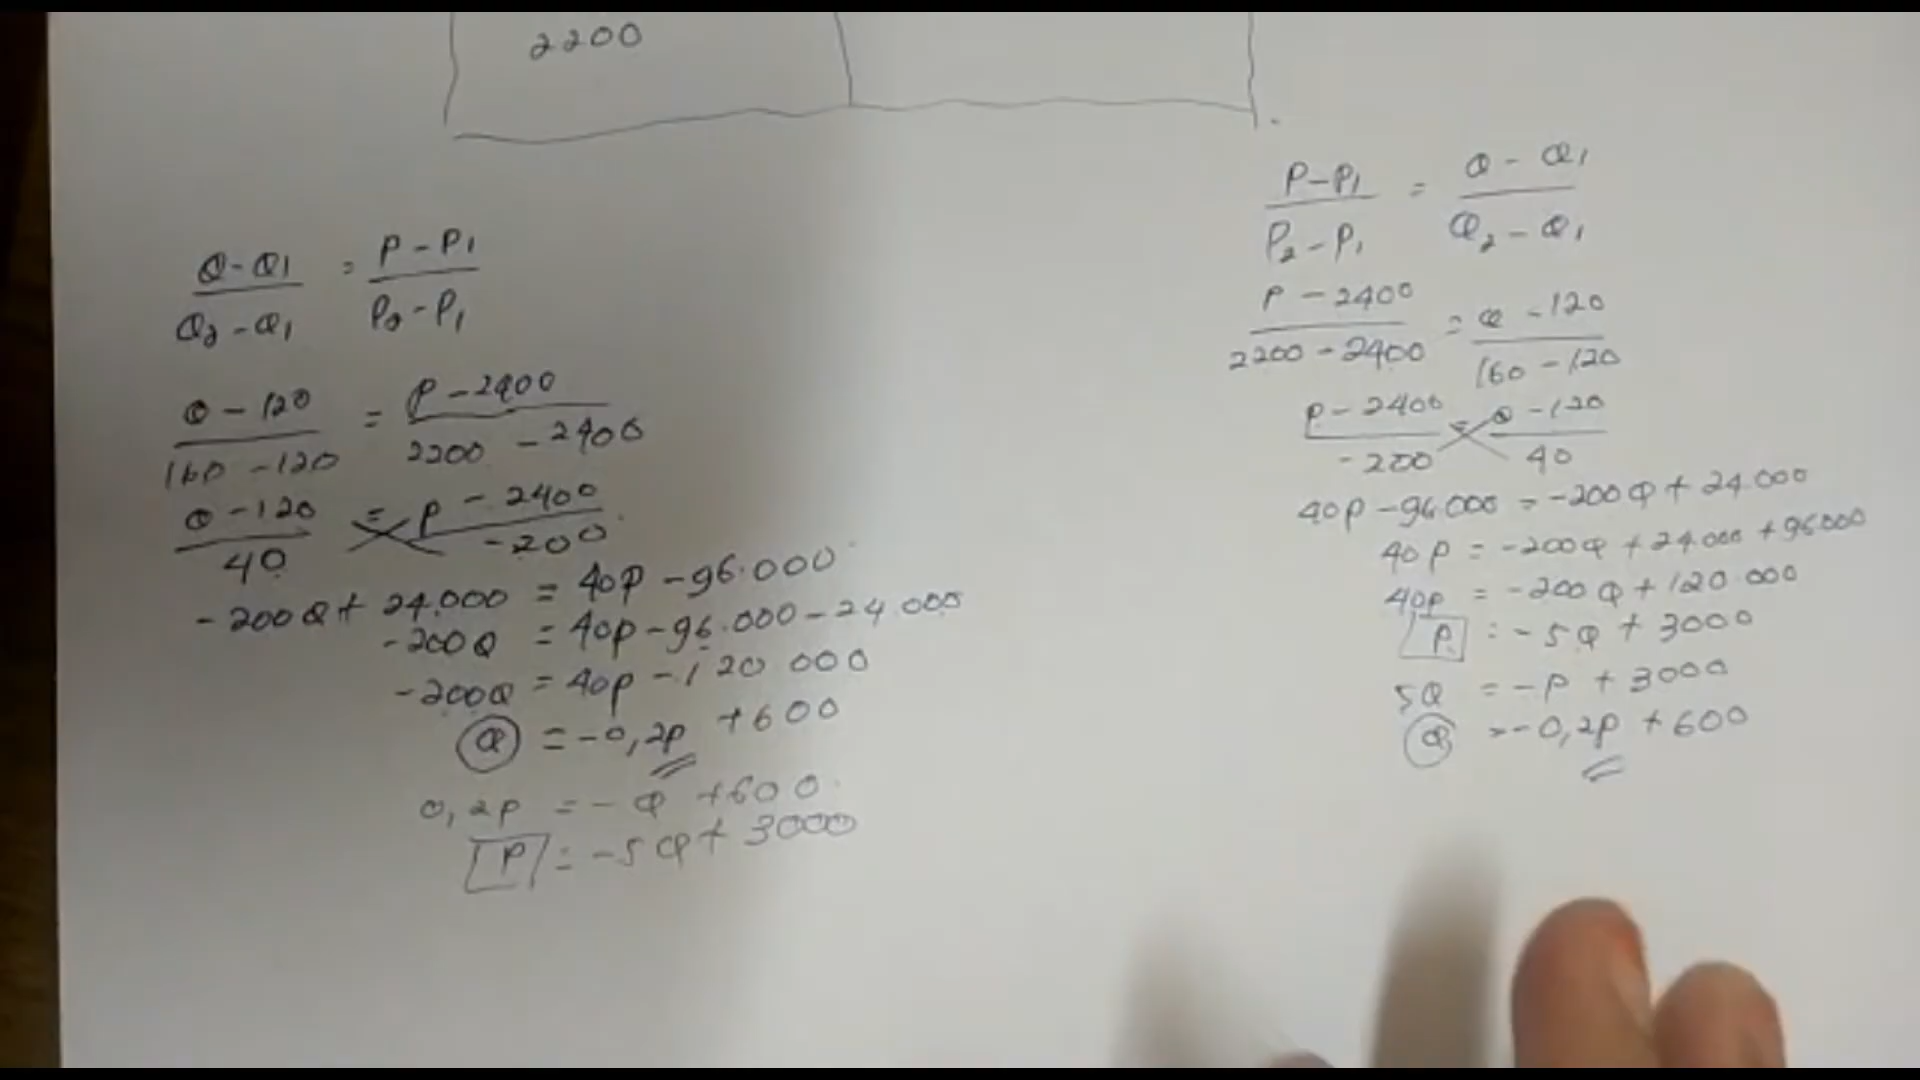 2200
Q-Q1 = P-P1
Q2-Q1 P2-P1
Q-120 = P-2400
160-120 2200-2400
Q-120 = P-2400
40 -200
-200Q+24.000 = 40P-96.000
-200Q = 40P-96.000-24.000
-200Q = 40P-120 000
Q = -0,2P +600
0,2P = -Q +600
P = -5Q+3000
P-P1 = Q-Q1
P2-P1 Q2-Q1
P-2400 = Q-120
2200-2400 160-120
P-2400 = Q-120
-200 40
40P-96.000 = -200Q+24.000
40P = -200Q+24.000+96000
40P = -200Q+120.000
P = -5Q+3000
5Q = -P+3000
Q = -0,2P+600